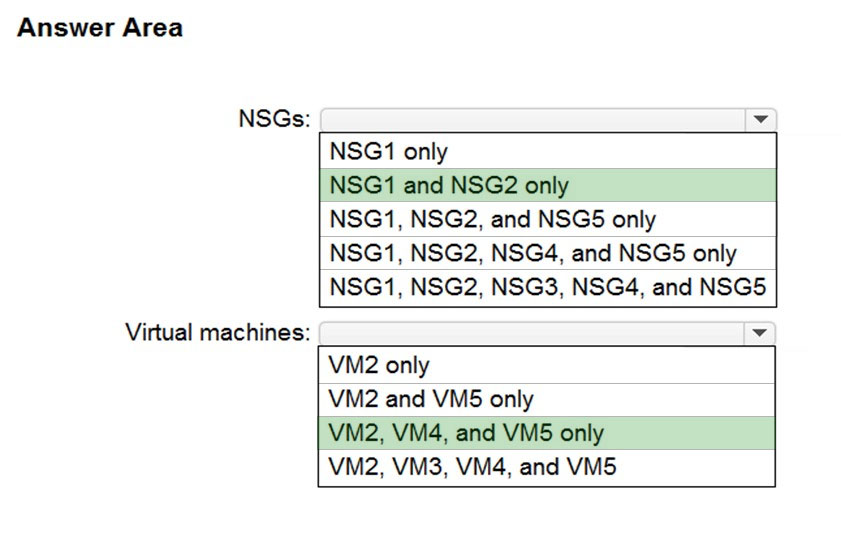 Answer Area
NSGs:
NSG1 only
NSG1 and NSG2 only
NSG1, NSG2, and NSG5 only
NSG1, NSG2, NSG4, and NSG5 only
NSG1, NSG2, NSG3, NSG4, and NSG5
Virtual machines:
VM2 only
VM2 and VM5 only
VM2, VM4, and VM5 only
VM2, VM3, VM4, and VM5